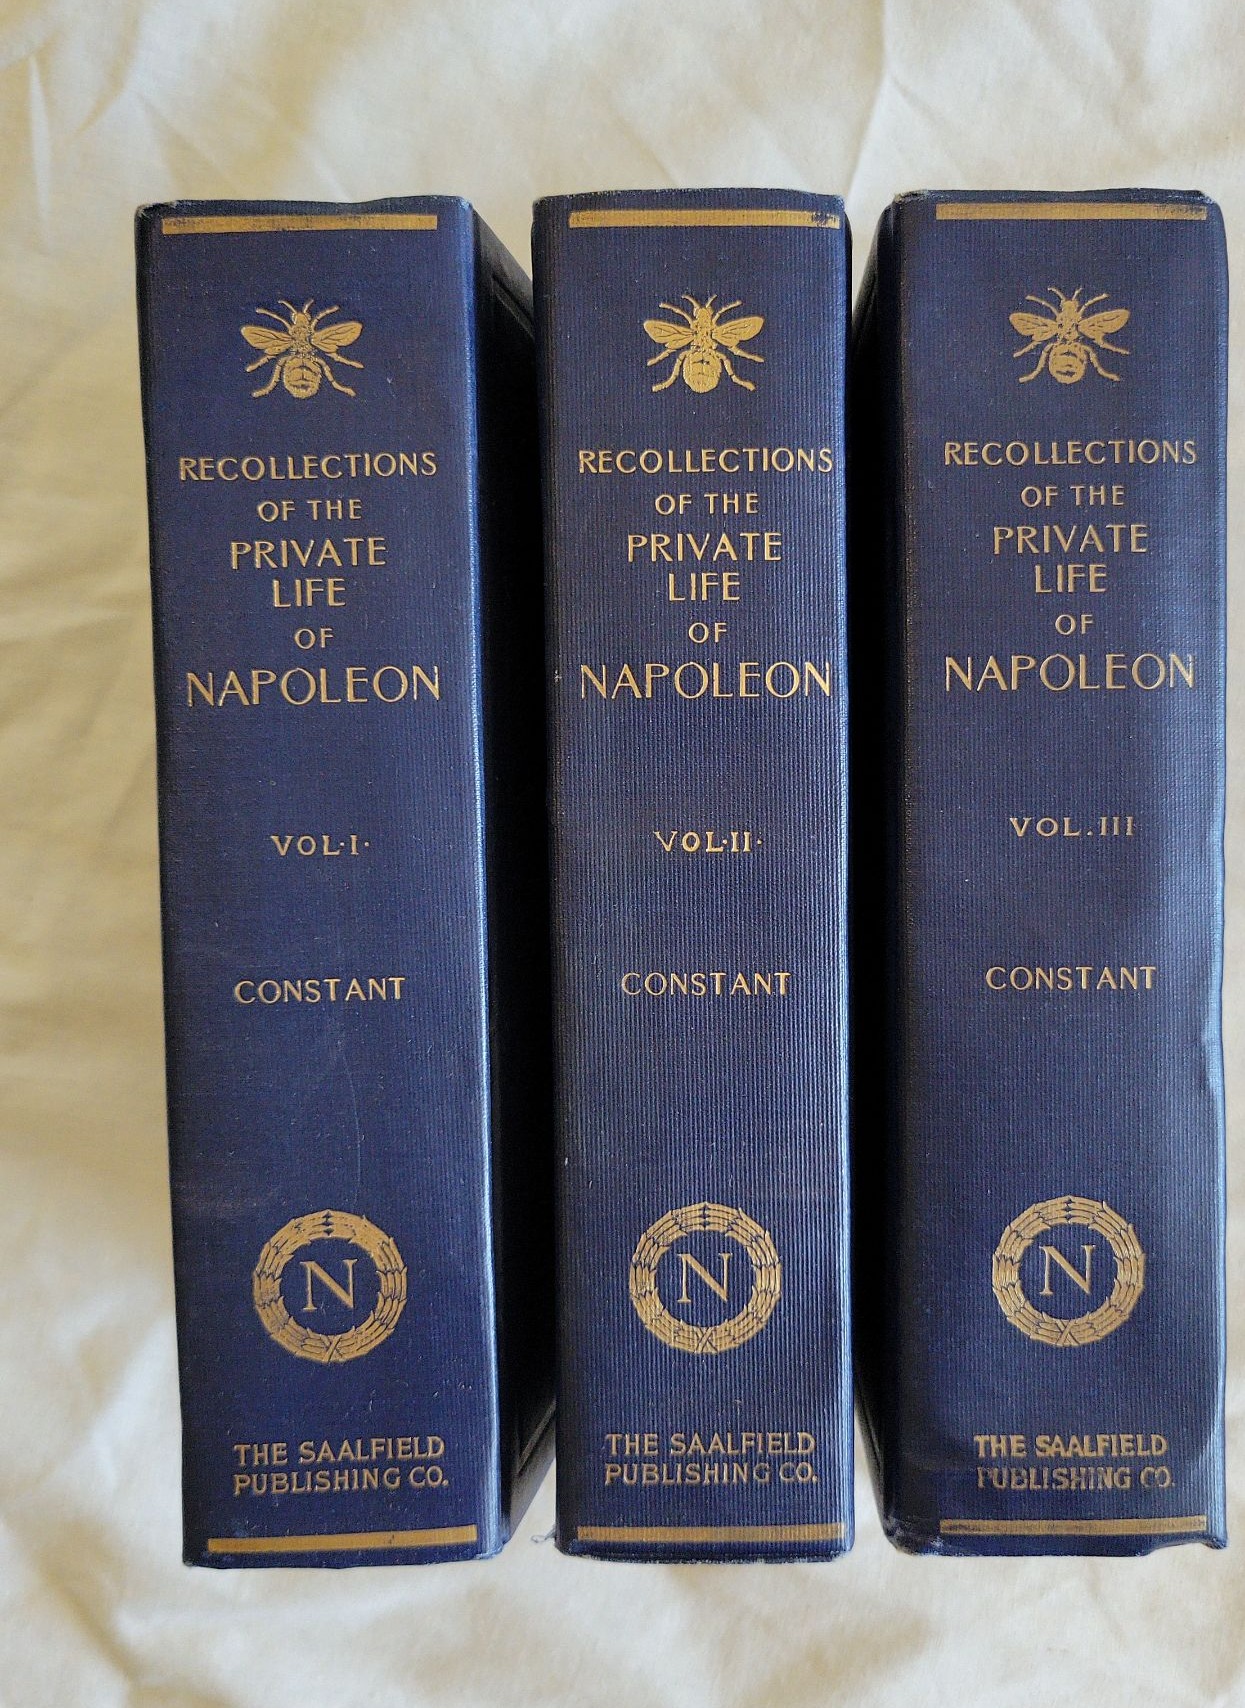 RECOLLECTIONS
OF THE
PRIVATE
LIFE
OF
NAPOLEON
VOL·I·
CONSTANT
N
THE SAALFIELD
PUBLISHING CO.
RECOLLECTIONS
OF THE
PRIVATE
LIFE
OF
NAPOLEON
VOL·II·
CONSTANT
N
THE SAALFIELD
PUBLISHING CO.
RECOLLECTIONS
OF THE
PRIVATE
LIFE
OF
NAPOLEON
VOL.III
CONSTANT
N
THE SAALFIELD
PUBLISHING CO.